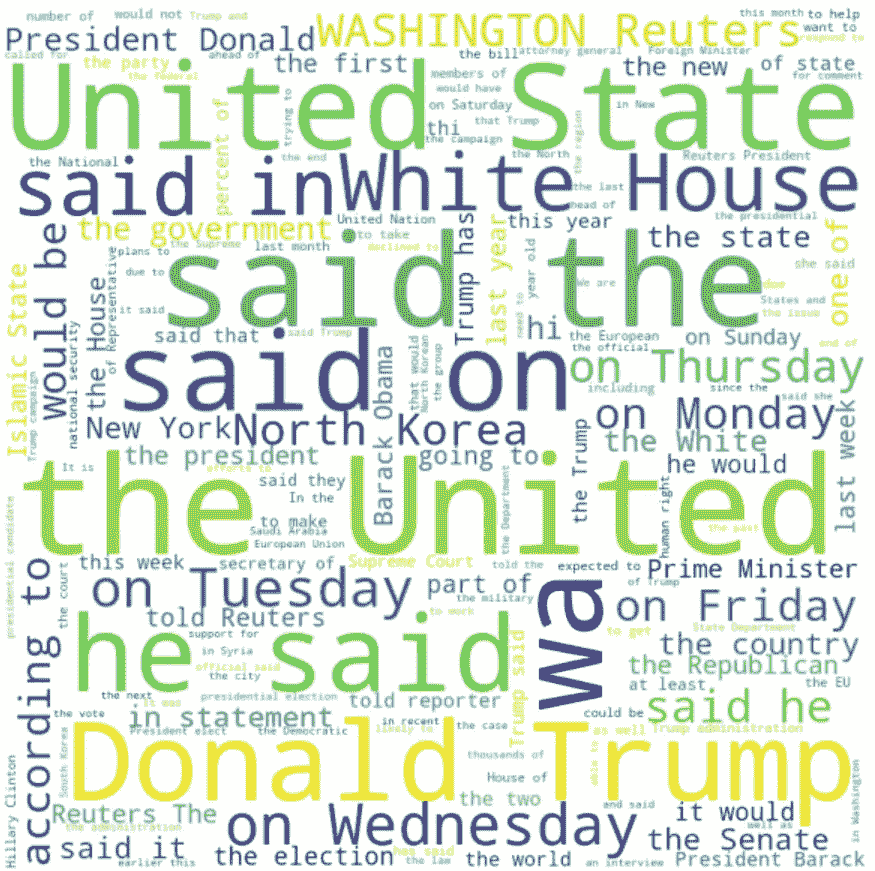 number of
would not
Trump and
this month
to help
President Donald
WASHINGTON Reuters
want to
respond to
called for
ahead of
the bill
attorney general
Foreign Minister
the party
the first
the new
of state
the federal
members of
for comment
would have
United State
on Saturday
that Trump
in New
percent of
trying to
thi
the campaign
the region
the National
the end
the North
Reuters President
said in
White House
the last
ahead of
the presidential
the government
United Nation
this year
to take
the state
the Supreme
last month
declined to
one of
would be
plans to
Trump has
last year
year old
she said
Islamic State
the House
of Representative
due to
said the
We are
need to
States and
the issue
it said
said that
said Trump
hi
the European
on Sunday
the official
end of
said on
on Thursday
national security
Trump campaign
Barack Obama
that would
North Korean
the group
including
since the
said she
New York
North Korea
on Monday
the White
last week
the president
going to
It is
efforts to
the Trump
he would
the United
said they
In the
to make
Saudi Arabia
European Union
the Department
human right
the past
presidential candidate
this week
secretary of
Supreme Court
told the
expected to
Prime Minister
of Trump
according to
the court
on Tuesday
part of
the military
wa
on Friday
told Reuters
to work
he said
support for
in Syria
official said
the city
to get
State Department
the country
the Republican
at least
the EU
the next
presidential election
told reporter
Trump said
it was
said he
the vote
in statement
in recent
the case
could be
President elect
the Democratic
likely to
as well
Trump administration
South Korea
Donald Trump
thousands of
House of
able to
Hillary Clinton
the two
Reuters The
on Wednesday
and said
it would
in Washington
the administration
well as
said it
has said
the Senate
earlier this
the election
the law
the world
an interview
President Barack